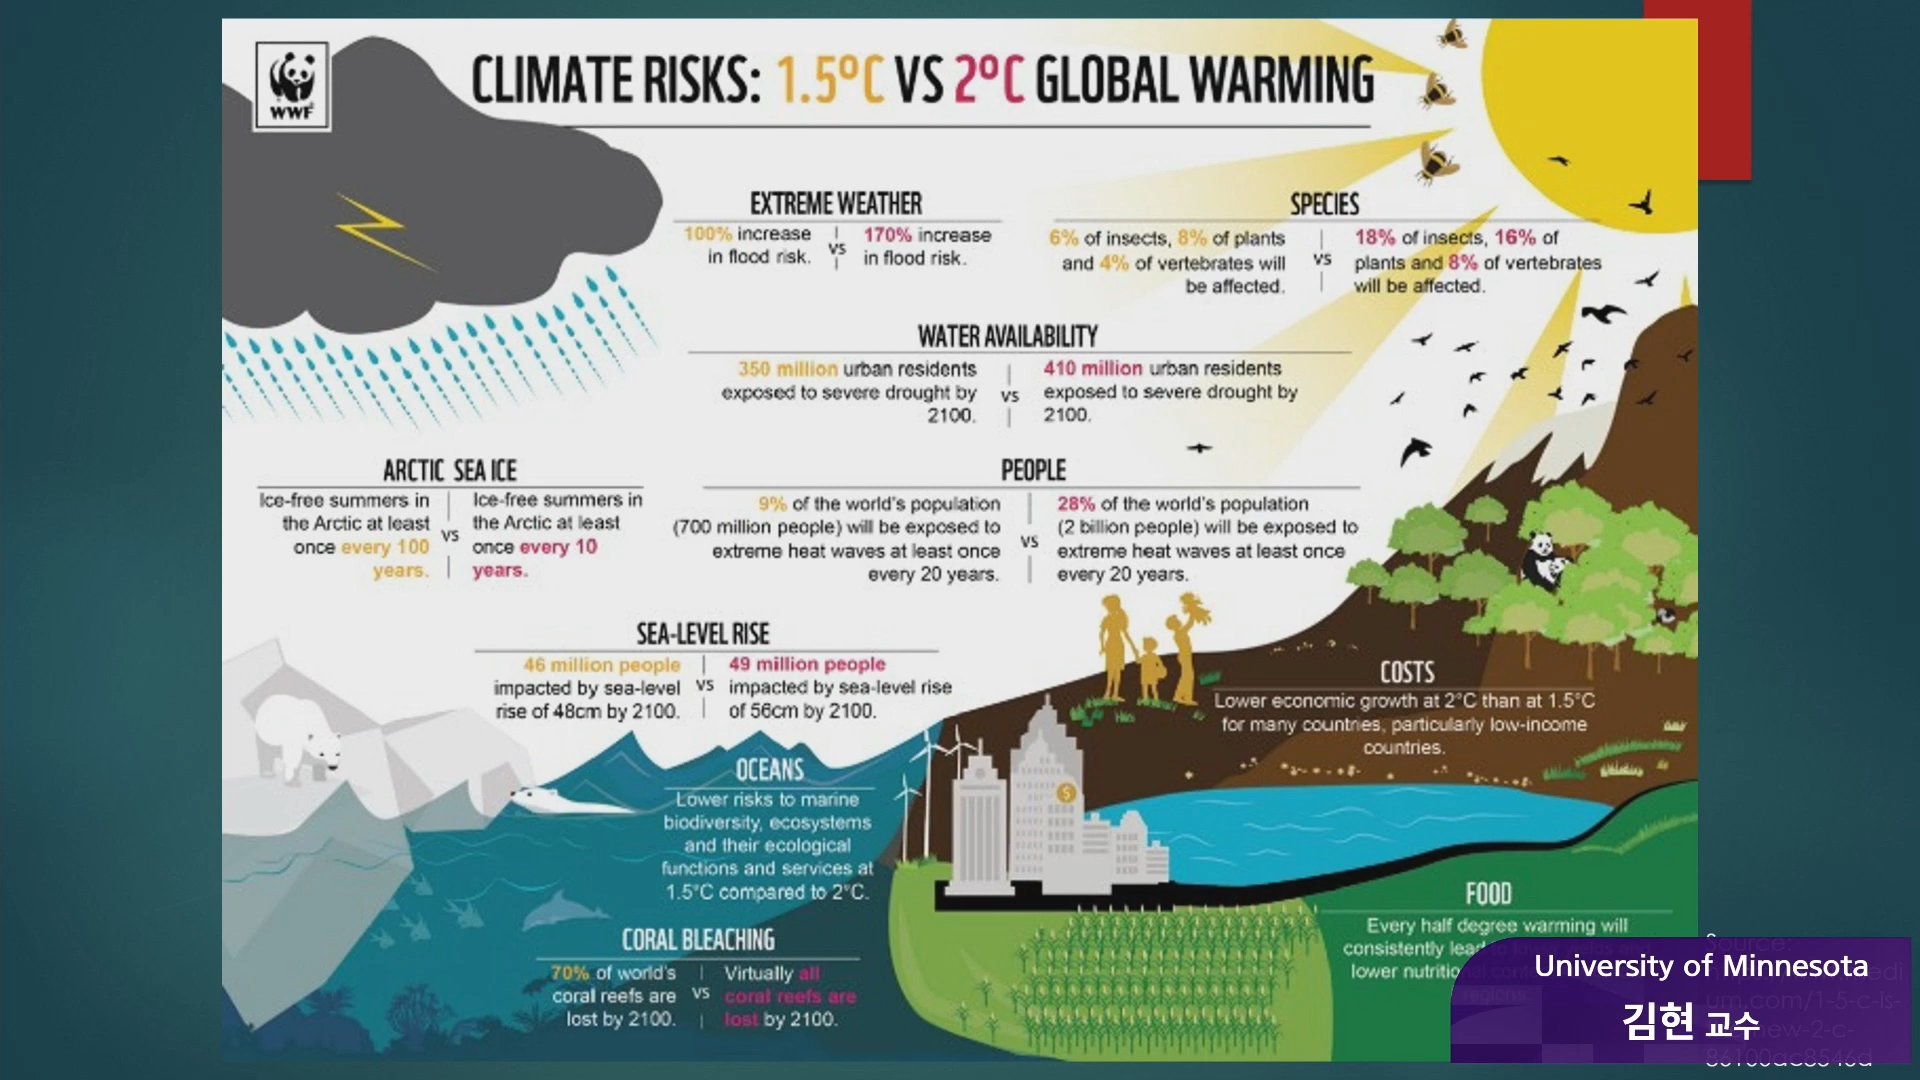 WWF
CLIMATE RISKS: 1.5°C VS 2°C GLOBAL WARMING
EXTREME WEATHER
100% increase
in flood risk.
vs
170% increase
in flood risk.
SPECIES
6% of insects, 8% of plants
and 4% of vertebrates will
be affected.
vs
18% of insects, 16% of
plants and 8% of vertebrates
will be affected.
WATER AVAILABILITY
350 million urban residents
exposed to severe drought by
2100.
vs
410 million urban residents
exposed to severe drought by
2100.
ARCTIC SEA ICE
Ice-free summers in
the Arctic at least
once every 100
years.
vs
Ice-free summers in
the Arctic at least
once every 10
years.
PEOPLE
9% of the world's population
(700 million people) will be exposed to
extreme heat waves at least once
every 20 years.
vs
28% of the world's population
(2 billion people) will be exposed to
extreme heat waves at least once
every 20 years.
SEA-LEVEL RISE
46 million people
impacted by sea-level
rise of 48cm by 2100.
vs
49 million people
impacted by sea-level rise
of 56cm by 2100.
COSTS
Lower economic growth at 2°C than at 1.5°C
for many countries, particularly low-income
countries.
$
OCEANS
Lower risks to marine
biodiversity, ecosystems
and their ecological
functions and services at
1.5°C compared to 2°C.
CORAL BLEACHING
70% of world's
coral reefs are
lost by 2100.
vs
Virtually all
coral reefs are
lost by 2100.
FOOD
Every half degree warming will
consistently lead
lower
Source:
University of Minnesota
김현 교수
um.com/1-5-c-is-
86100ac8546d